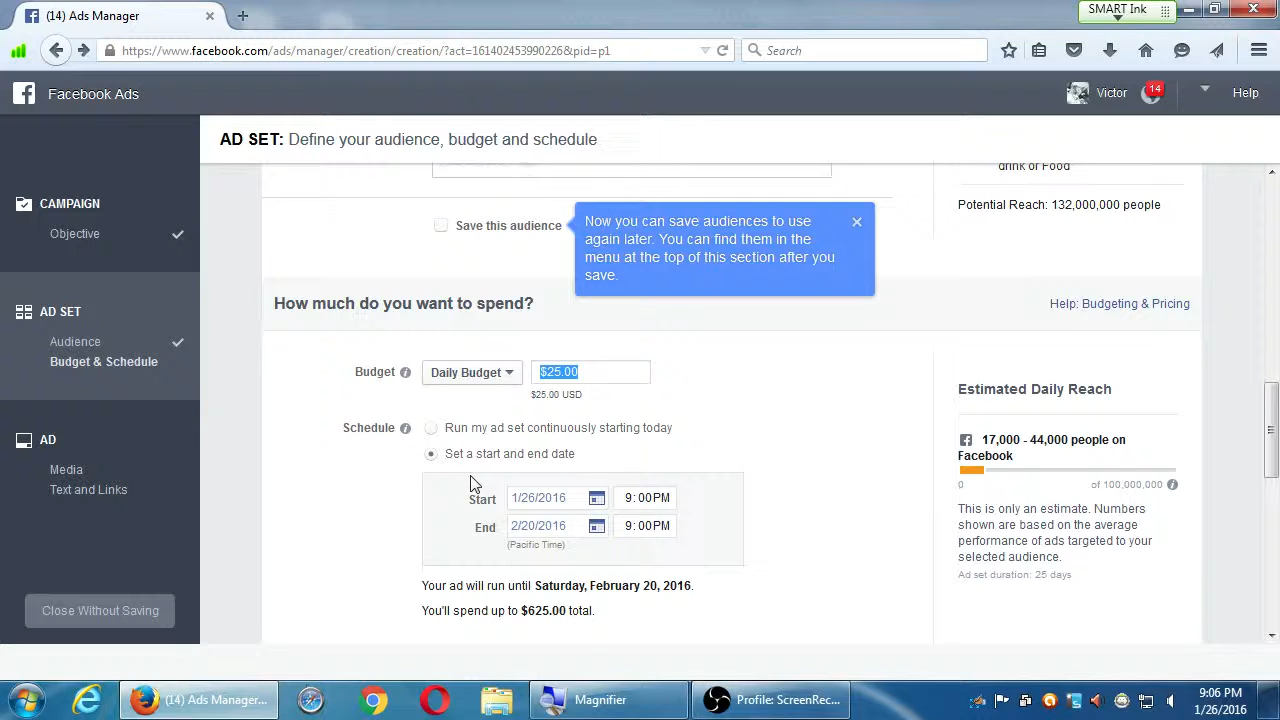 (14) Ads Manager
SMART Ink
https://www.facebook.com/ads/manager/creation/creation/?act=161402453990226&pid=p1
Search
Facebook Ads
Victor
14
Help
AD SET: Define your audience, budget and schedule
CAMPAIGN
Objective
AD SET
Audience
Budget & Schedule
AD
Media
Text and Links
Close Without Saving
drink or Food
Potential Reach: 132,000,000 people
Save this audience
Now you can save audiences to use
again later. You can find them in the
menu at the top of this section after you
save.
How much do you want to spend?
Help: Budgeting & Pricing
Budget
Daily Budget
$25.00
$25.00 USD
Schedule
Run my ad set continuously starting today
Set a start and end date
Start
1/26/2016
9:00PM
End
2/20/2016
9:00PM
(Pacific Time)
Your ad will run until Saturday, February 20, 2016.
You'll spend up to $625.00 total.
Estimated Daily Reach
17,000 - 44,000 people on
Facebook
0
of 100,000,000
This is only an estimate. Numbers
shown are based on the average
performance of ads targeted to your
selected audience.
Ad set duration: 25 days
(14) Ads Manager...
Magnifier
Profile: ScreenRec...
9:06 PM
1/26/2016